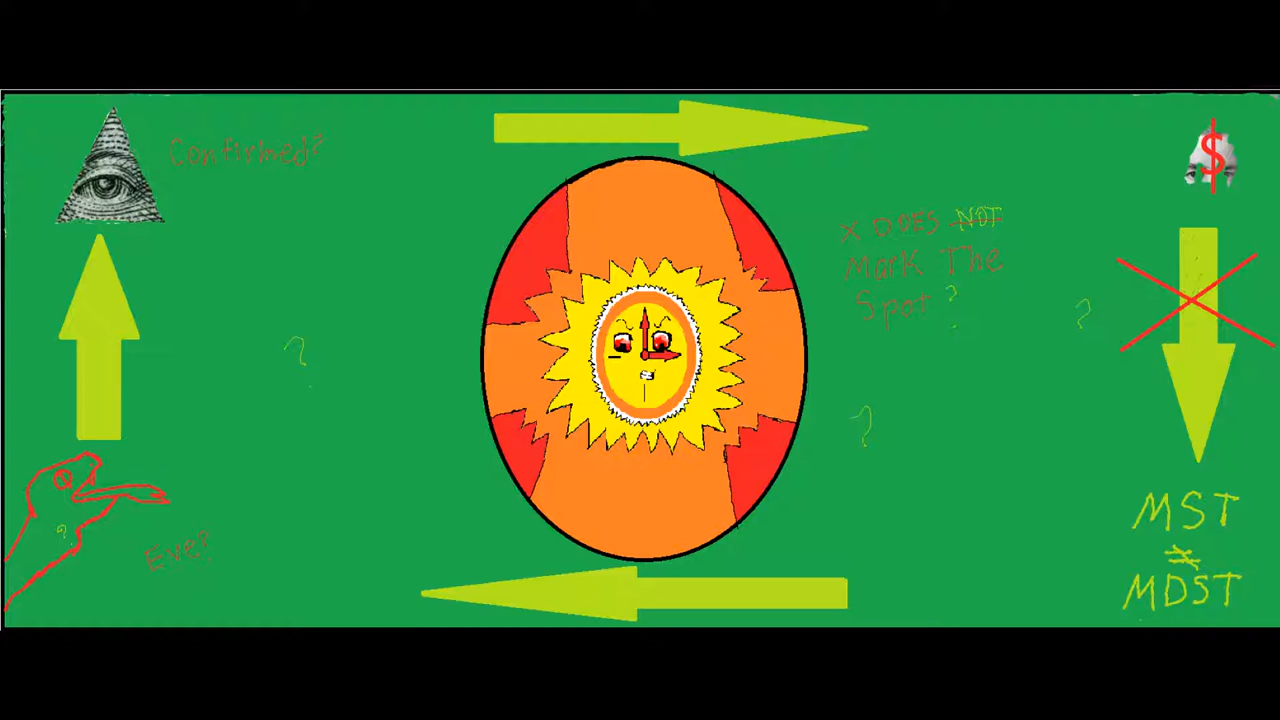 Confirmed?
$
X DOES NOT
Mark The
Spot?
?
?
?
MST
≠
MDST
?
Eve?